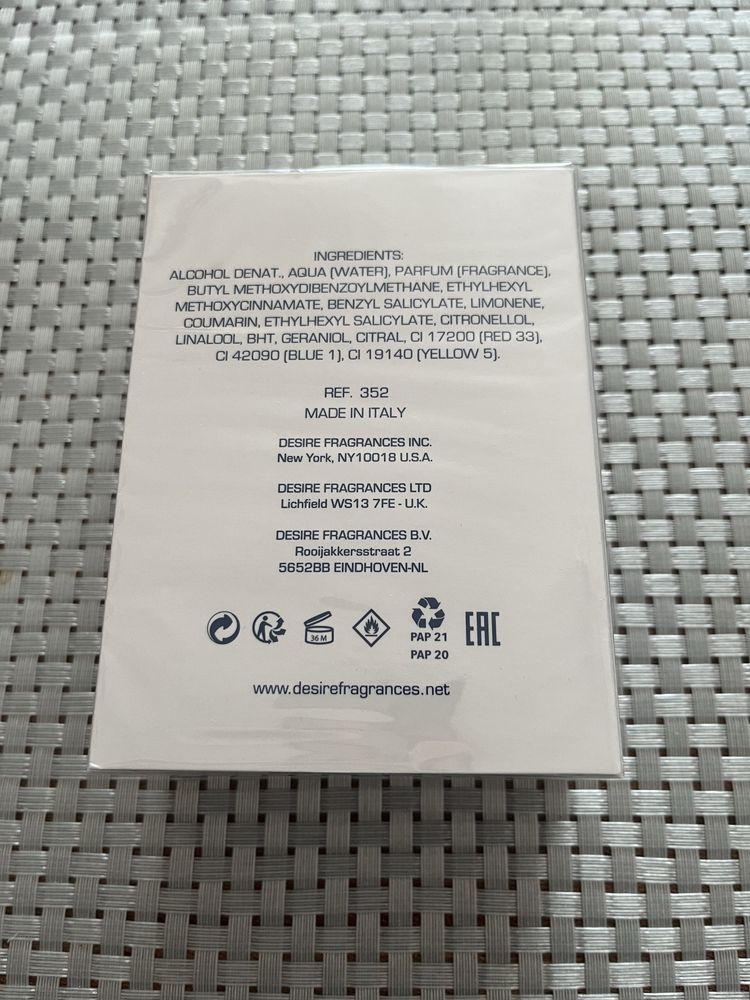 INGREDIENTS:
ALCOHOL DENAT., AQUA (WATER), PARFUM (FRAGRANCE),
BUTYL METHOXYDIBENZOYLMETHANE, ETHYLHEXYL
METHOXYCINNAMATE, BENZYL SALICYLATE, LIMONENE,
COUMARIN, ETHYLHEXYL SALICYLATE, CITRONELLOL,
LINALOOL, BHT, GERANIOL, CITRAL, CI 17200 (RED 33),
CI 42090 (BLUE 1), CI 19140 (YELLOW 5).
REF. 352
MADE IN ITALY
DESIRE FRAGRANCES INC.
New York, NY10018 U.S.A.
DESIRE FRAGRANCES LTD
Lichfield WS13 7FE - U.K.
DESIRE FRAGRANCES B.V.
Rooijakkersstraat 2
5652BB EINDHOVEN-NL
36 M
PAP 21
PAP 20
EAC
www.desirefragrances.net